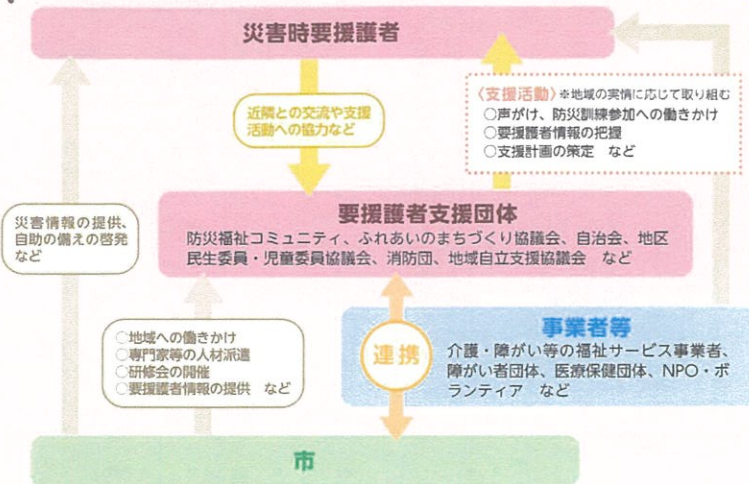 災害時要援護者
近隣との交流や支援
活動への協力など
〈支援活動〉※地域の実情に応じて取り組む
○声がけ、防災訓練参加への働きかけ
○要援護者情報の把握
○支援計画の策定 など
災害情報の提供、
自助の備えの啓発
など
要援護者支援団体
防災福祉コミュニティ、ふれあいのまちづくり協議会、自治会、地区
民生委員・児童委員協議会、消防団、地域自立支援協議会 など
○地域への働きかけ
○専門家等の人材派遣
○研修会の開催
○要援護者情報の提供 など
連携
事業者等
介護・障がい等の福祉サービス事業者、
障がい者団体、医療保健団体、NPO・ボ
ランティア など
市